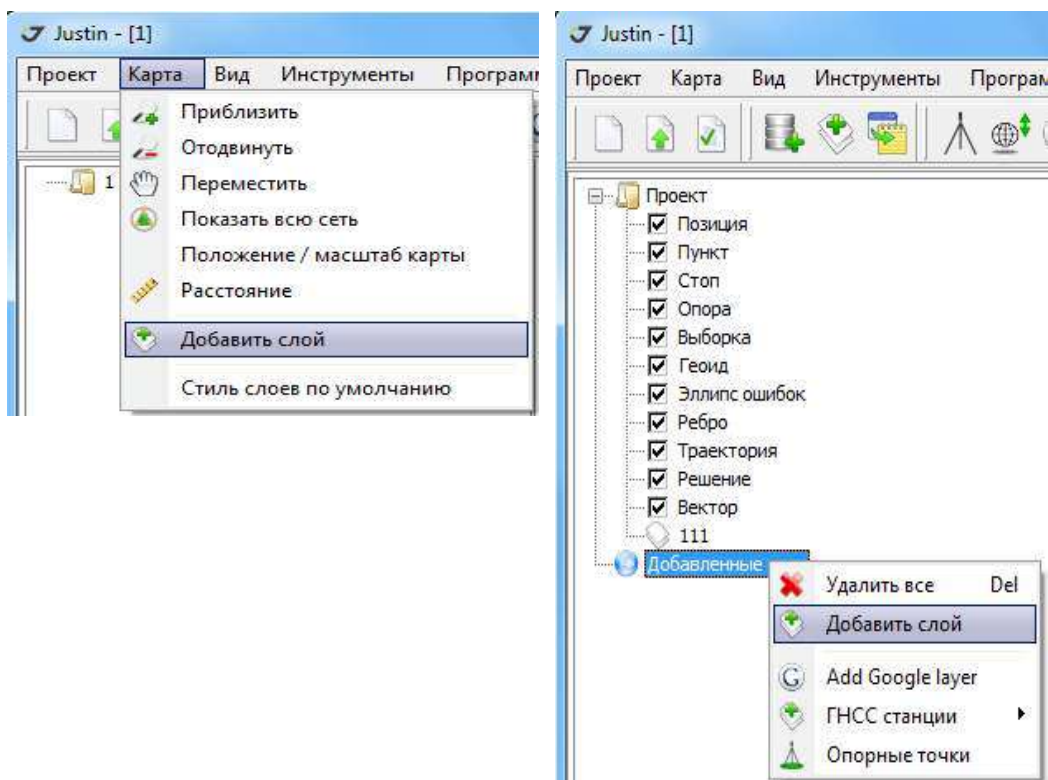 Justin - [1]
Проект Карта Вид Инструменты Програм
Приблизить
Отодвинуть
1 Переместить
Показать всю сеть
Положение / масштаб карты
Расстояние
Добавить слой
Стиль слоев по умолчанию
Justin - [1]
Проект Карта Вид Инструменты Програм
Проект
Позиция
Пункт
Стоп
Опора
Выборка
Геоид
Эллипс ошибок
Ребро
Траектория
Решение
Вектор
111
Добавленные
Удалить все Del
Добавить слой
Add Google layer
ГНСС станции
Опорные точки